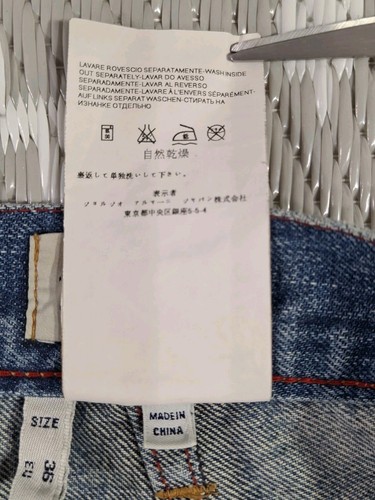 LAVARE ROVESCIO SEPARATAMENTE-WASH INSIDE
OUT SEPARATELY-LAVAR DO AVESSO
SEPARADAMENTE-LAVAR AL REVERSO
SEPARADAMENTE-LAVARE À L'ENVERS SÉPARÉMENT-
AUF LINKS SEPARAT WASCHEN-СТИРАТЬ НА
ИЗНАНКЕ ОТДЕЛЬНО
自然乾燥
裏返して単独洗いして下さい。
表示者
ジョルジオ アルマーニ ジャパン株式会社
東京都中央区銀座5-5-4
MADE IN
CHINA
SIZE
36
34